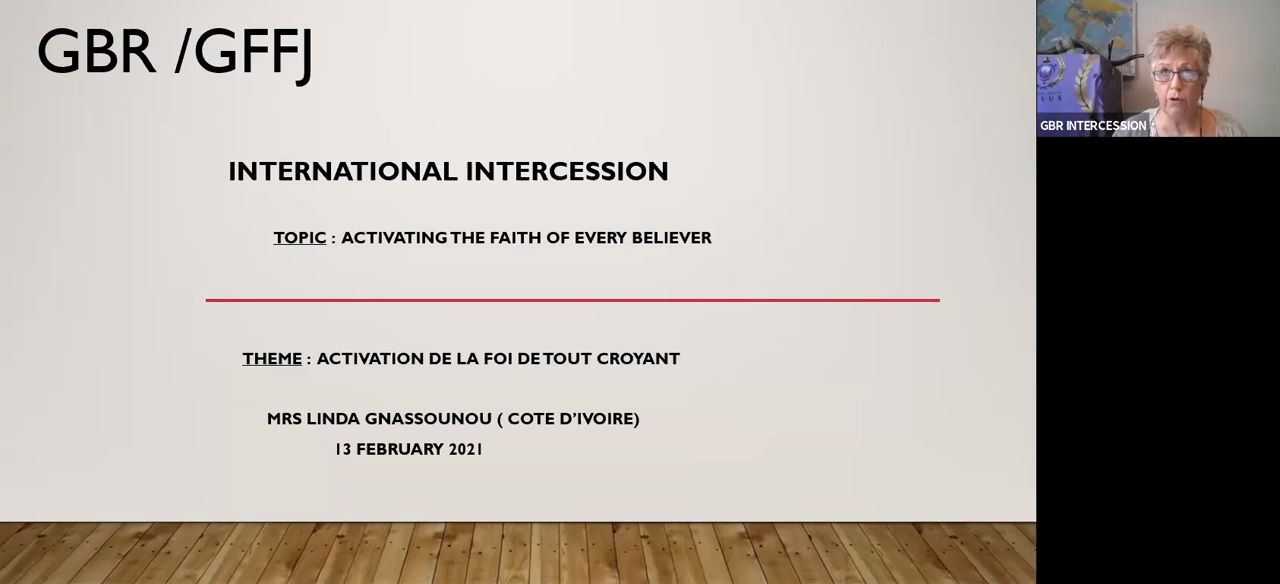 GBR /GFFJ
INTERNATIONAL INTERCESSION
TOPIC : ACTIVATING THE FAITH OF EVERY BELIEVER
THEME : ACTIVATION DE LA FOI DE TOUT CROYANT
MRS LINDA GNASSOUNOU ( COTE D’IVOIRE)
13 FEBRUARY 2021
GBR INTERCESSION